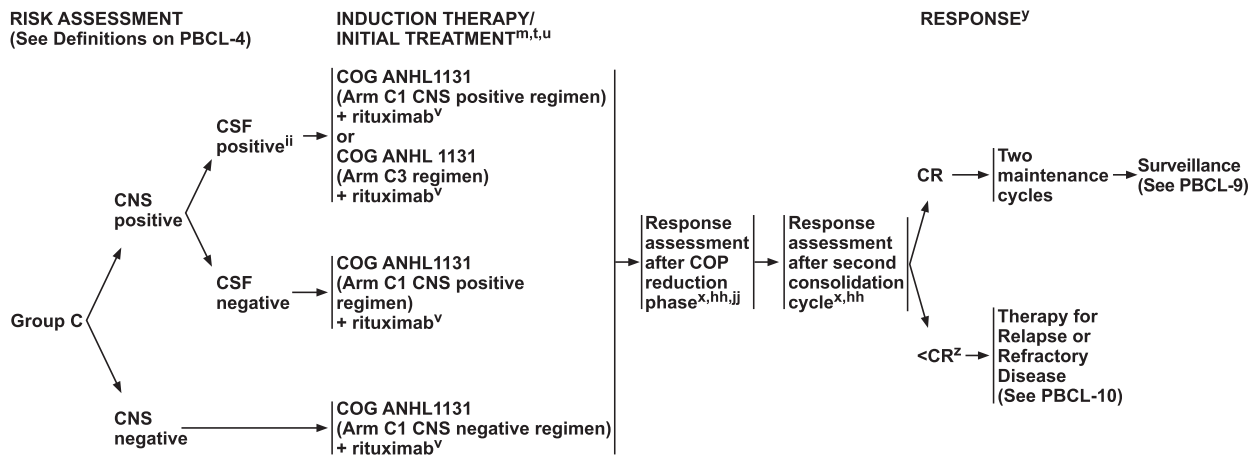 RISK ASSESSMENT
(See Definitions on PBCL-4)
INDUCTION THERAPY/
INITIAL TREATMENTm,t,u
RESPONSEy
Group C
CNS
positive
CSF
positiveii
COG ANHL1131
(Arm C1 CNS positive regimen)
+ rituximabv
or
COG ANHL 1131
(Arm C3 regimen)
+ rituximabv
CSF
negative
COG ANHL1131
(Arm C1 CNS positive
regimen)
+ rituximabv
CNS
negative
COG ANHL1131
(Arm C1 CNS negative regimen)
+ rituximabv
Response
assessment
after COP
reduction
phasex,hh,jj
Response
assessment
after second
consolidation
cyclex,hh
CR
Two
maintenance
cycles
Surveillance
(See PBCL-9)
<CRz
Therapy for
Relapse or
Refractory
Disease
(See PBCL-10)